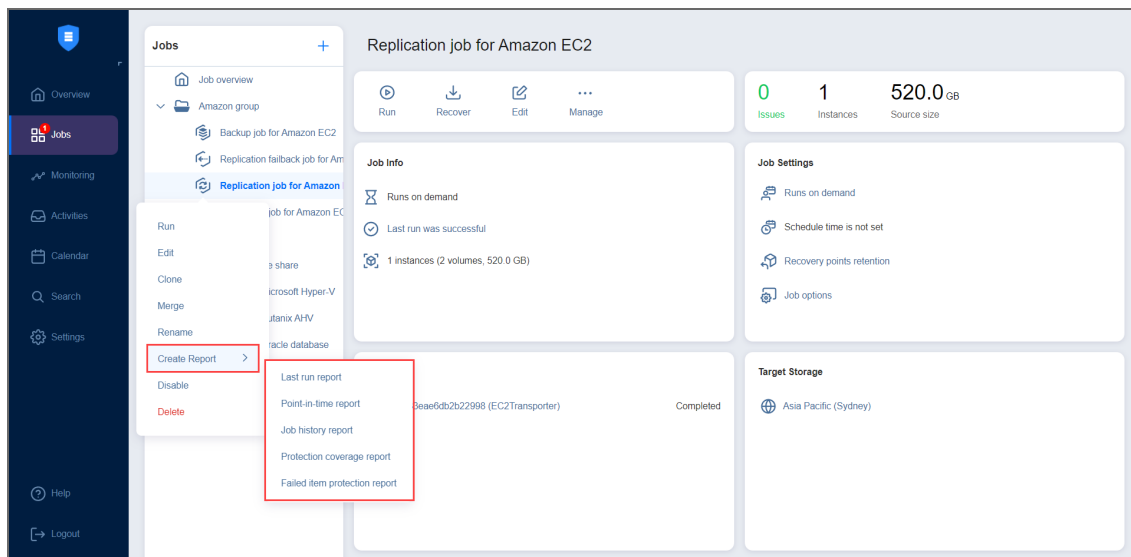 Overview
1
Jobs
Monitoring
Activities
Calendar
Search
Settings
Help
Logout
Jobs +
Job overview
Amazon group
Backup job for Amazon EC2
Replication failback job for Am
Replication job for Amazon
job for Amazon EC
e share
icrosoft Hyper-V
utanix AHV
racle database
Run
Edit
Clone
Merge
Rename
Create Report
Disable
Delete
Last run report
Point-in-time report
Job history report
Protection coverage report
Failed item protection report
Replication job for Amazon EC2
Run
Recover
Edit
Manage
0
Issues
1
Instances
520.0 GB
Source size
Job Info
Runs on demand
Last run was successful
1 instances (2 volumes, 520.0 GB)
Job Settings
Runs on demand
Schedule time is not set
Recovery points retention
Job options
3eae6db2b22998 (EC2Transporter) Completed
Target Storage
Asia Pacific (Sydney)